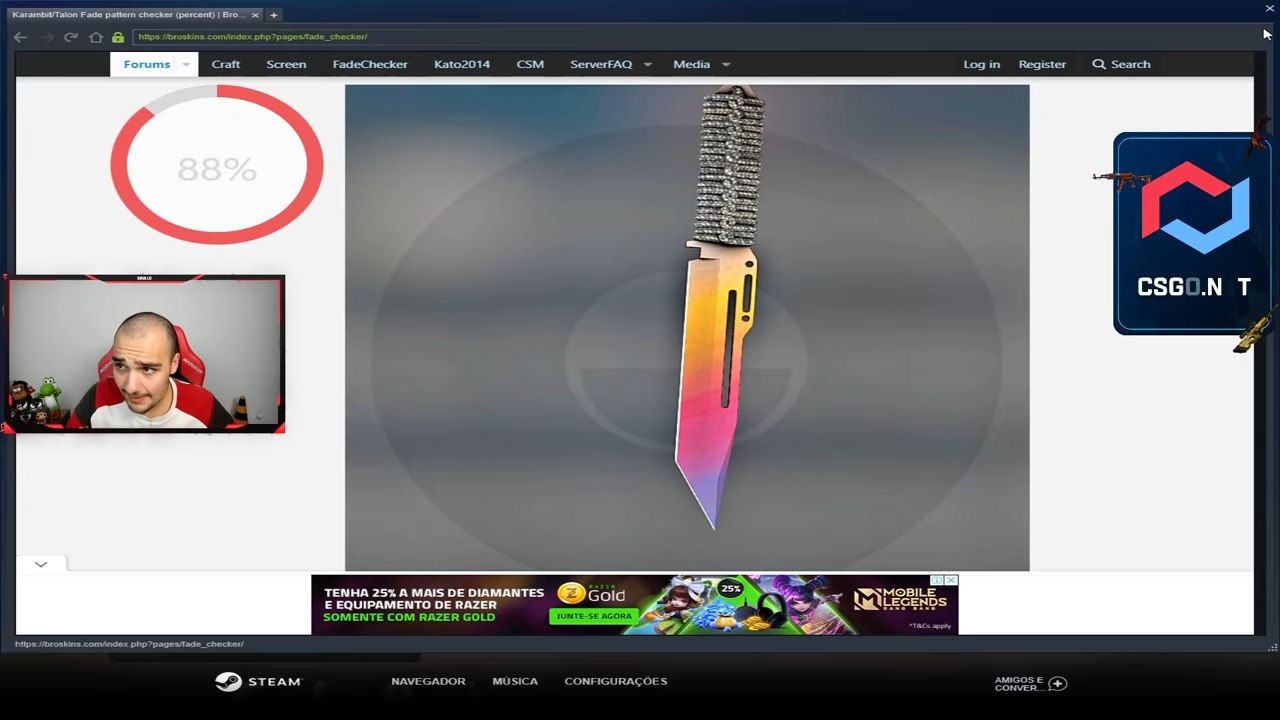 Karambit/Talon Fade pattern checker (percent) | Bro...
https://broskins.com/index.php?pages/fade_checker/
Forums Craft Screen FadeChecker Kato2014 CSM ServerFAQ Media Log in Register Search
88%
CSGO.N T
TENHA 25% A MAIS DE DIAMANTES
E EQUIPAMENTO DE RAZER
SOMENTE COM RAZER GOLD
RAZER
Gold
JUNTE-SE AGORA
25%
MOBILE
LEGENDS
BANG BANG
*T&Cs apply
https://broskins.com/index.php?pages/fade_checker/
STEAM NAVEGADOR MÚSICA CONFIGURAÇÕES
AMIGOS E
CONVER...